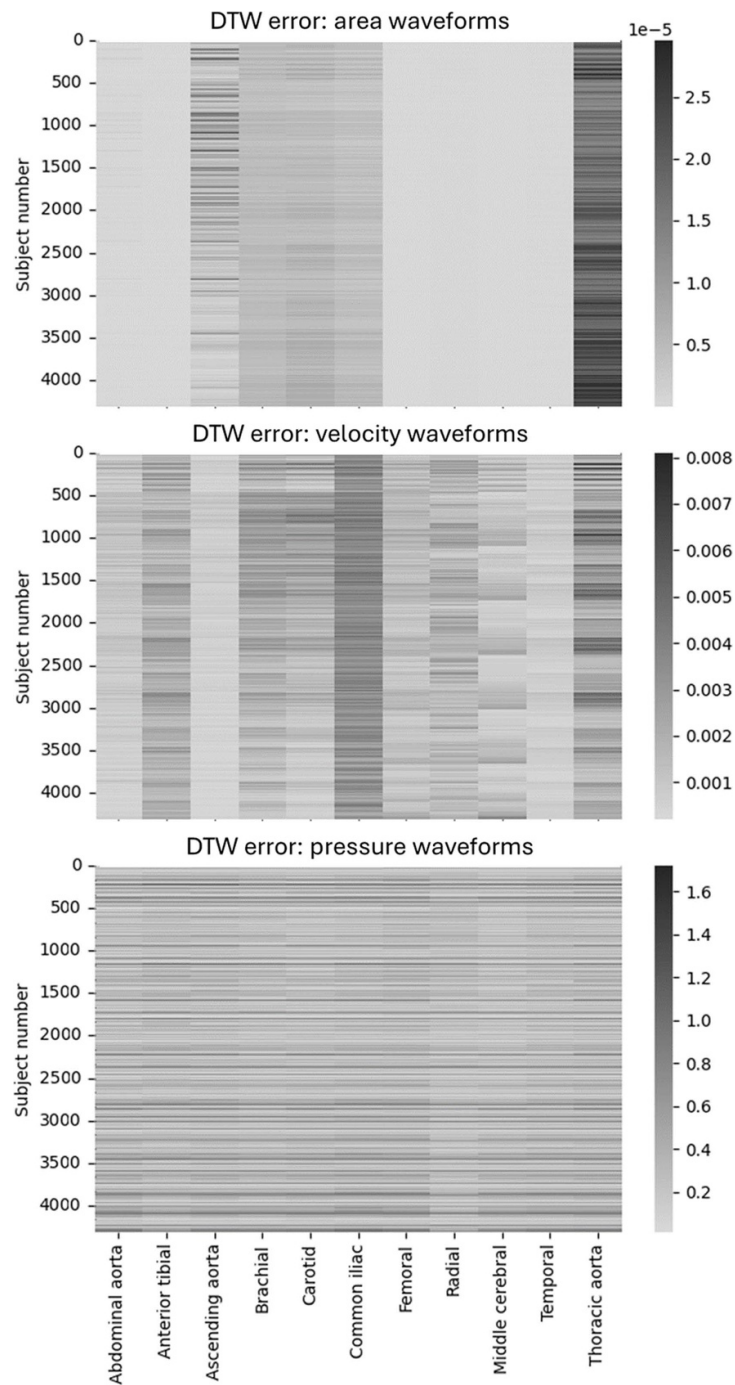 DTW error: area waveforms
1e−5
0
500
1000
1500
2000
2500
3000
3500
4000
Subject number
2.5
2.0
1.5
1.0
0.5
DTW error: velocity waveforms
0
500
1000
1500
2000
2500
3000
3500
4000
Subject number
0.008
0.007
0.006
0.005
0.004
0.003
0.002
0.001
DTW error: pressure waveforms
0
500
1000
1500
2000
2500
3000
3500
4000
Subject number
1.6
1.4
1.2
1.0
0.8
0.6
0.4
0.2
Abdominal aorta
Anterior tibial
Ascending aorta
Brachial
Carotid
Common iliac
Femoral
Radial
Middle cerebral
Temporal
Thoracic aorta